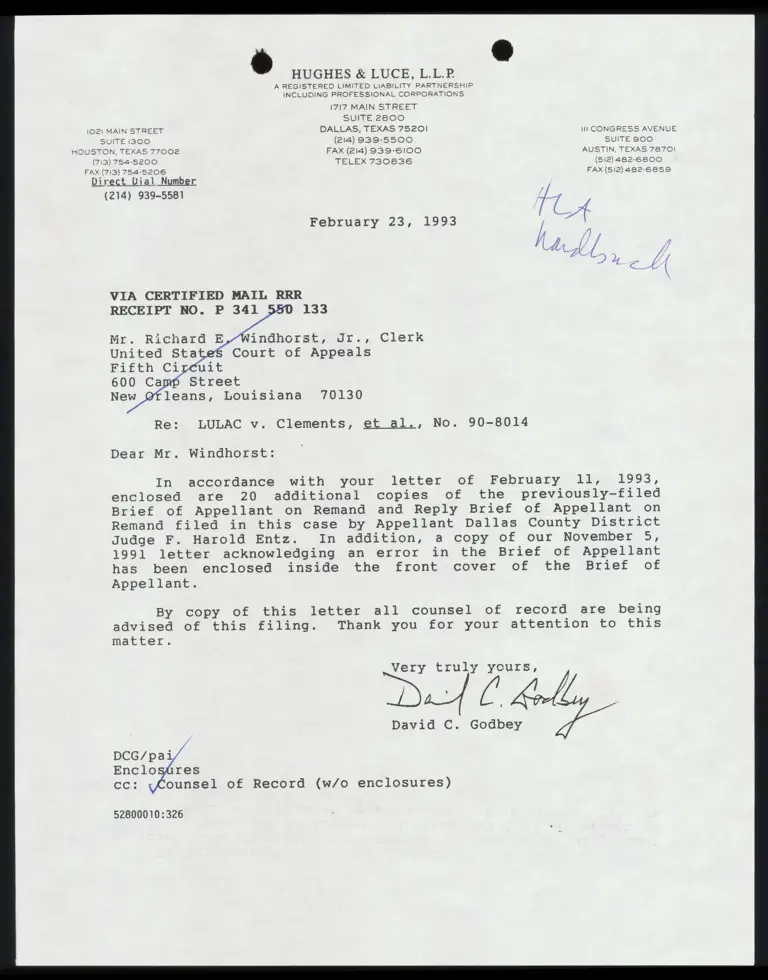 HUGHES & LUCE, L.L.P.
A REGISTERED LIMITED LIABILITY PARTNERSHIP
INCLUDING PROFESSIONAL CORPORATIONS
1717 MAIN STREET
SUITE 2800
DALLAS, TEXAS 75201
(214) 939-5500
FAX (214) 939-6100
TELEX 730836
1021 MAIN STREET
SUITE 1300
HOUSTON, TEXAS 77002
(713) 754-5200
FAX (713) 754-5206
Direct Dial Number
(214) 939-5581
111 CONGRESS AVENUE
SUITE 900
AUSTIN, TEXAS 78701
(512) 482-6800
FAX (512) 482-6859
February 23, 1993
VIA CERTIFIED MAIL RRR
RECEIPT NO. P 341 550 133
Mr. Richard E. Windhorst, Jr., Clerk
United States Court of Appeals
Fifth Circuit
600 Camp Street
New Orleans, Louisiana 70130
Re: LULAC v. Clements, et al., No. 90-8014
Dear Mr. Windhorst:
In accordance with your letter of February 11, 1993,
enclosed are 20 additional copies of the previously-filed
Brief of Appellant on Remand and Reply Brief of Appellant on
Remand filed in this case by Appellant Dallas County District
Judge F. Harold Entz. In addition, a copy of our November 5,
1991 letter acknowledging an error in the Brief of Appellant
has been enclosed inside the front cover of the Brief of
Appellant.
By copy of this letter all counsel of record are being
advised of this filing. Thank you for your attention to this
matter.
Very truly yours,
David C. Godbey
David C. Godbey
DCG/pai
Enclosures
cc: Counsel of Record (w/o enclosures)
52800010:326